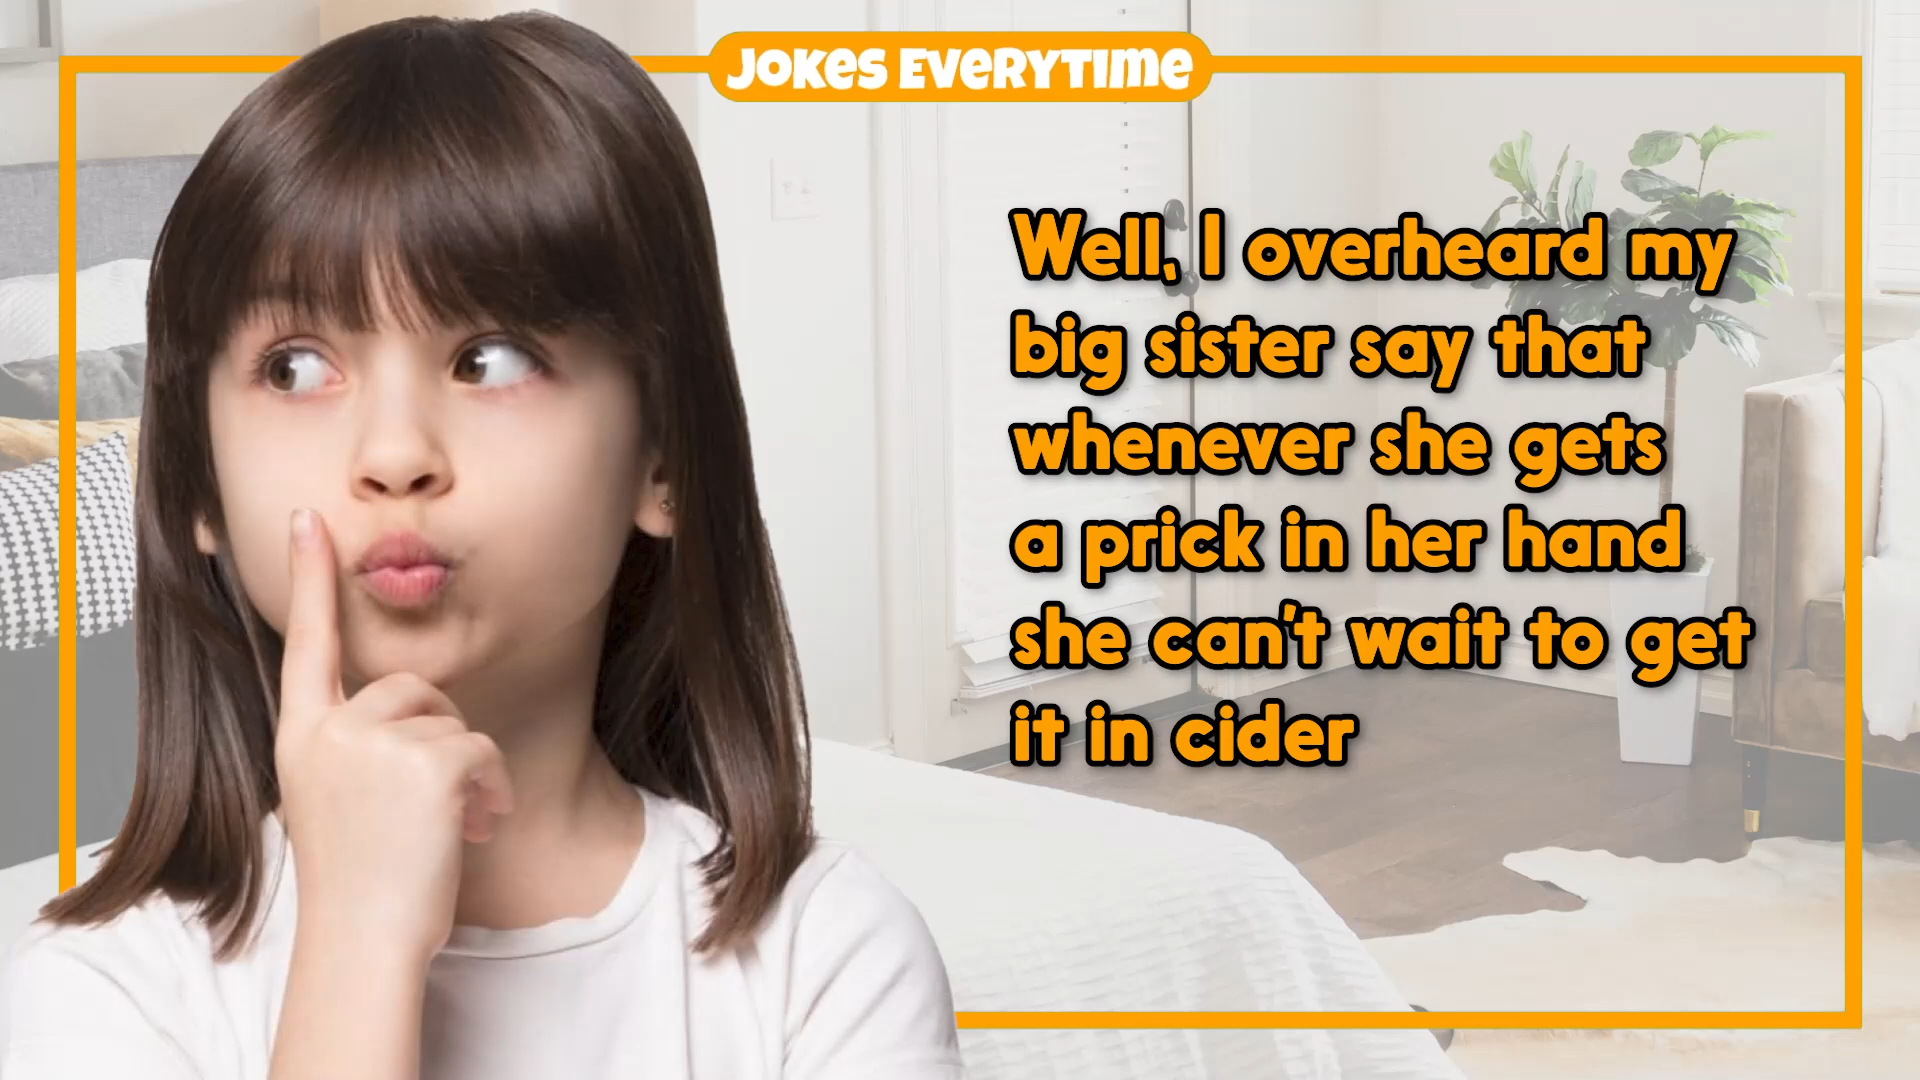 JOKES EVERYTIME
Well, I overheard my
big sister say that
whenever she gets
a prick in her hand
she can't wait to get
it in cider